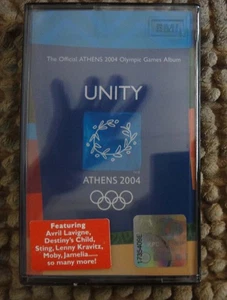 EMI
The Official ATHENS 2004 Olympic Games Album
UNITY
ATHENS 2004
Featuring
Avril Lavigne,
Destiny's Child,
Sting, Lenny Kravitz,
Moby, Jamelia.....
so many more!